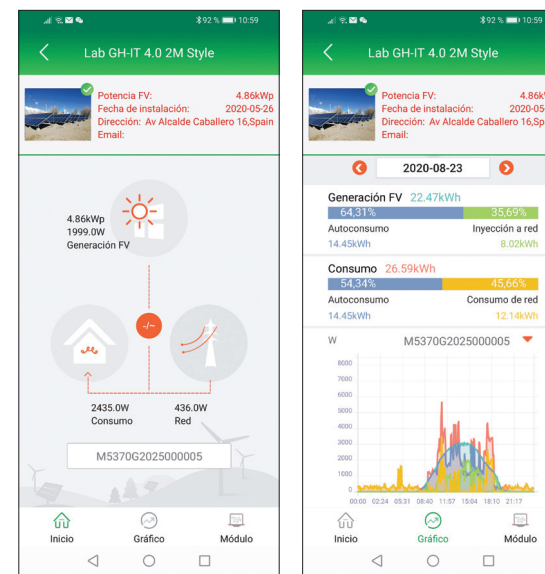 92 % 10:59
Lab GH-IT 4.0 2M Style
Potencia FV: 4.86kWp
Fecha de instalación: 2020-05-26
Dirección: Av Alcalde Caballero 16,Spain
Email:
4.86kWp
1999.0W
Generación FV
-/~
2435.0W 436.0W
Consumo Red
M5370G2025000005
Inicio Gráfico Módulo
92 % 10:59
Lab GH-IT 4.0 2M Style
Potencia FV: 4.86kW
Fecha de instalación: 2020-05
Dirección: Av Alcalde Caballero 16,Sp
Email:
2020-08-23
Generación FV 22.47kWh
64,31% 35,69%
Autoconsumo Inyección a red
14.45kWh 8.02kWh
Consumo 26.59kWh
54,34% 45,66%
Autoconsumo Consumo de red
14.45kWh 12.14kWh
W M5370G2025000005
8000
7000
6000
5000
4000
3000
2000
1000
0
00:00 02:24 05:31 08:40 11:57 15:04 18:10 21:17
Inicio Gráfico Módulo